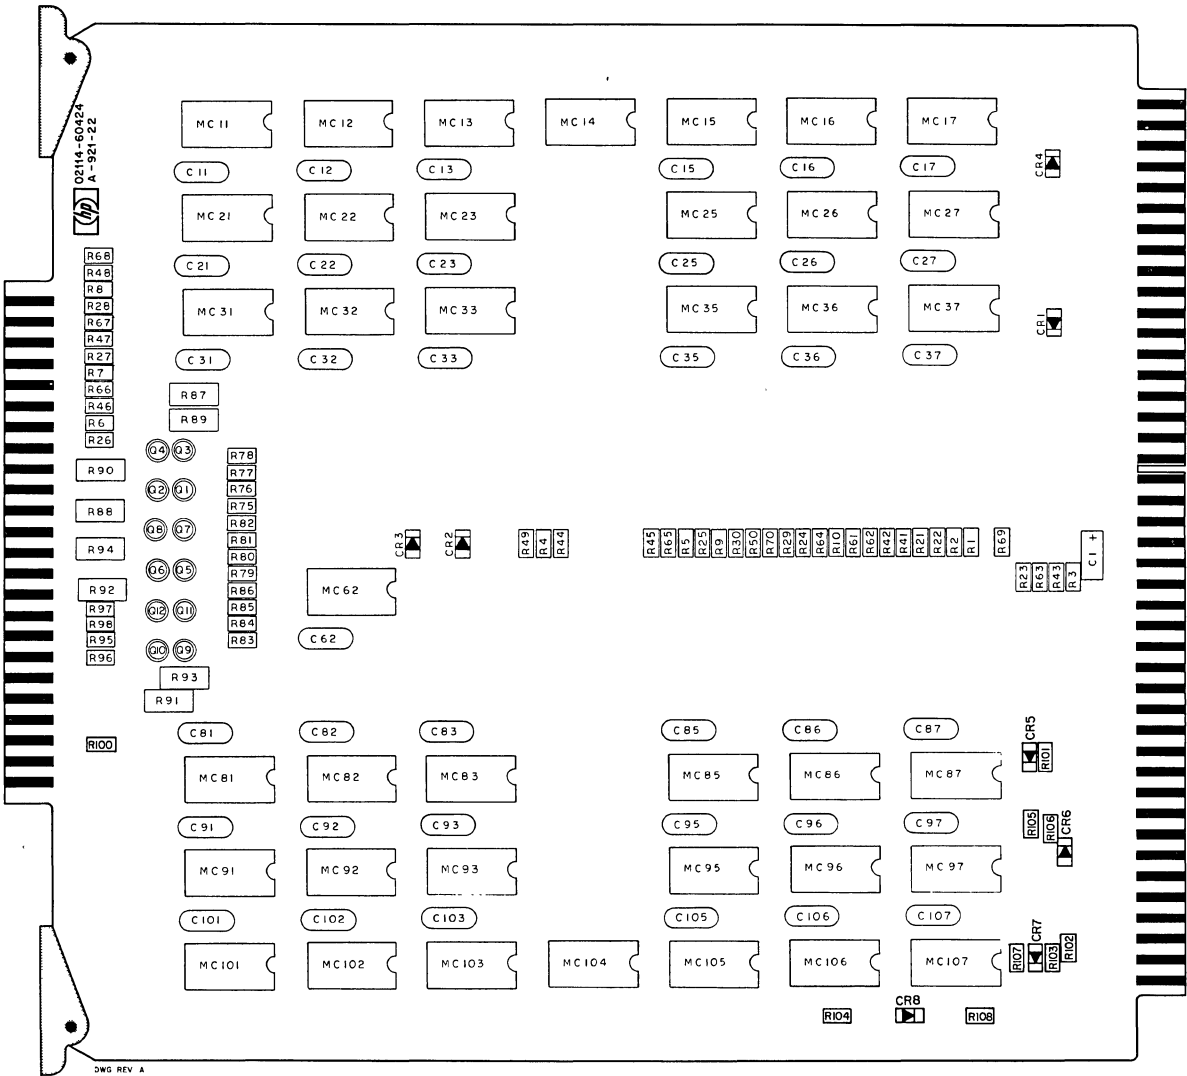 02114-60424
A-921-22
hp
MC11 MC12 MC13 MC14 MC15 MC16 MC17
C11 C12 C13 C15 C16 C17
CR4
MC21 MC22 MC23 MC25 MC26 MC27
C21 C22 C23 C25 C26 C27
MC31 MC32 MC33 MC35 MC36 MC37
CR1
C31 C32 C33 C35 C36 C37
R68
R48
R8
R28
R67
R47
R27
R7
R66
R46
R6
R26
R87
R89
Q4 Q3
Q2 Q1
Q8 Q7
Q6 Q5
Q12 Q11
Q10 Q9
R90
R88
R94
R92
R97
R98
R95
R96
R78
R77
R76
R75
R82
R81
R80
R79
R86
R85
R84
R83
R93
R91
R100
CR3 CR2
R49 R4 R44
R45 R65 R5 R25 R9 R30 R50 R70 R29 R24 R64 R10 R61 R62 R42 R41 R21 R22 R2 R1 R69
R23 R63 R43 R3
C1 +
MC62
C62
C81 C82 C83 C85 C86 C87
CR5
R101
MC81 MC82 MC83 MC85 MC86 MC87
C91 C92 C93 C95 C96 C97
R105 R106 CR6
MC91 MC92 MC93 MC95 MC96 MC97
C101 C102 C103 C105 C106 C107
MC101 MC102 MC103 MC104 MC105 MC106 MC107
R107 CR7 R103 R102
R104 CR8 R108
DWG REV A